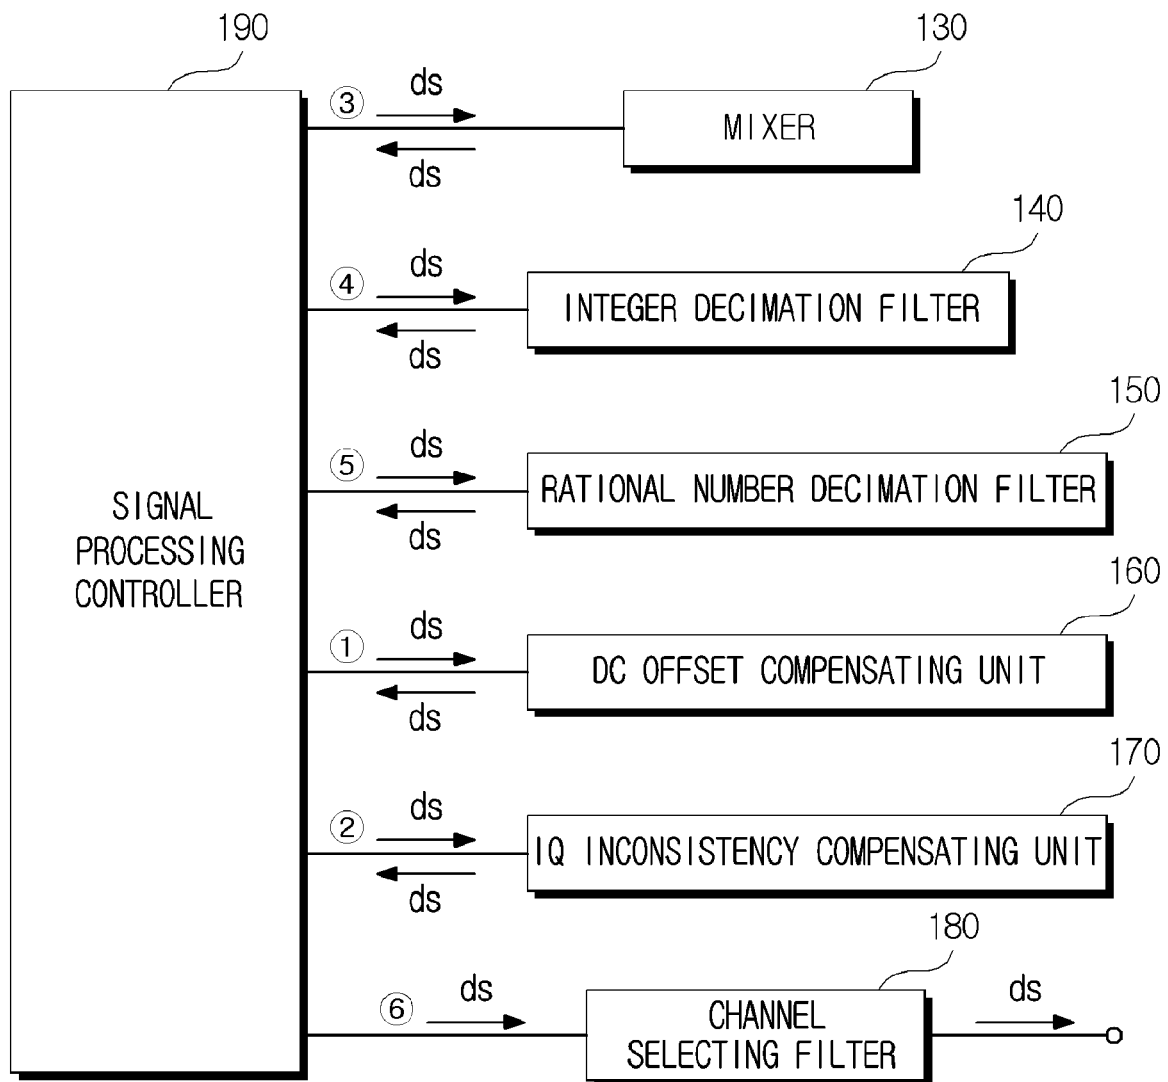 190
130
③
ds
ds
MIXER
140
④
ds
ds
INTEGER DECIMATION FILTER
150
⑤
ds
ds
RATIONAL NUMBER DECIMATION FILTER
SIGNAL
PROCESSING
CONTROLLER
160
①
ds
ds
DC OFFSET COMPENSATING UNIT
170
②
ds
ds
IQ INCONSISTENCY COMPENSATING UNIT
180
⑥
ds
CHANNEL
SELECTING FILTER
ds